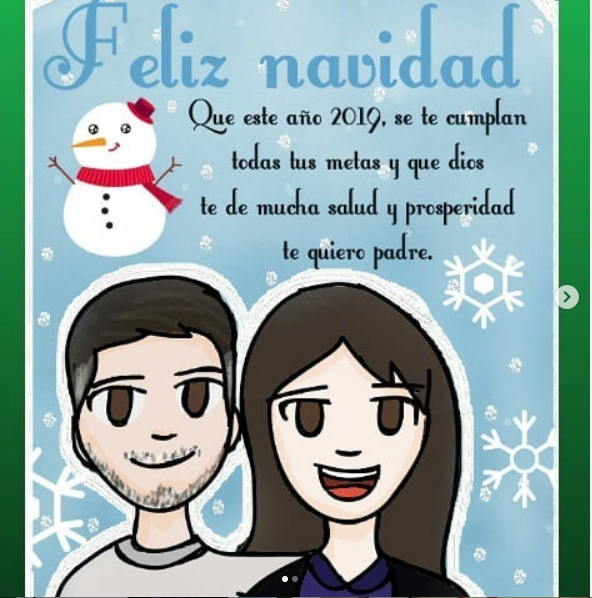 Feliz navidad
Que este año 2019, se te cumplan
todas tus metas y que dios
te de mucha salud y prosperidad
te quiero padre.